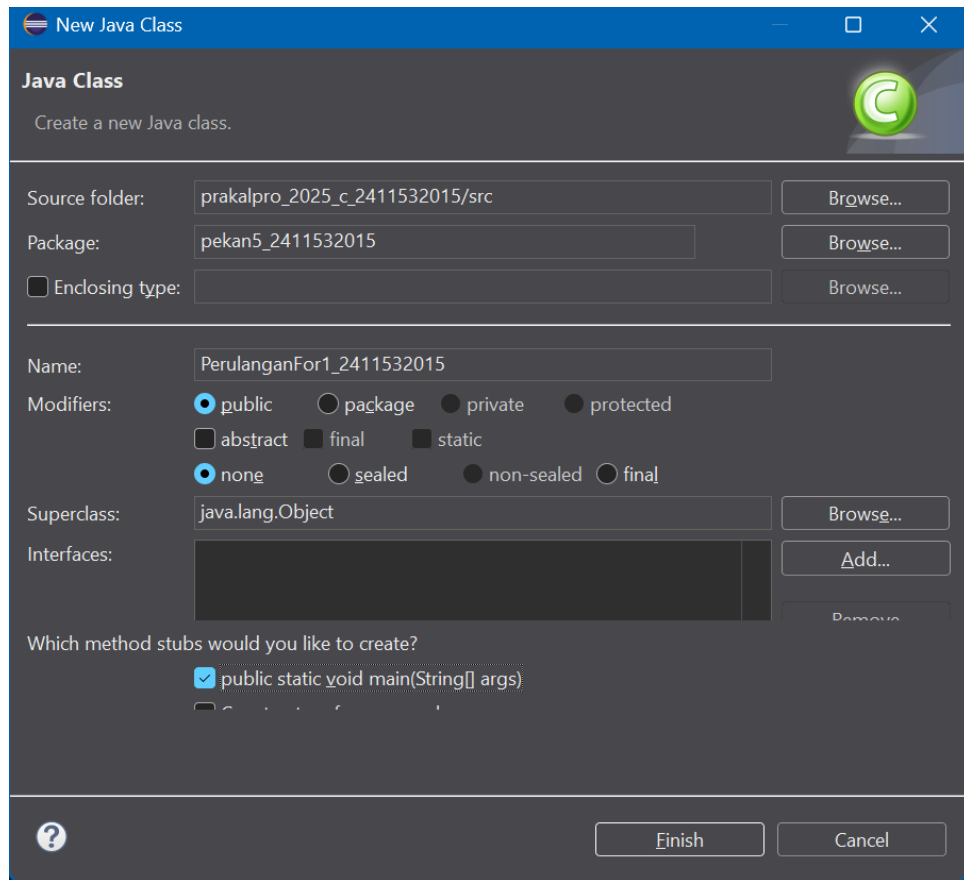 New Java Class
Java Class
Create a new Java class.
Source folder: prakalpro_2025_c_2411532015/src Browse...
Package: pekan5_2411532015 Browse...
Enclosing type: Browse...
Name: PerulanganFor1_2411532015
Modifiers: public package private protected
abstract final static
none sealed non-sealed final
Superclass: java.lang.Object Browse...
Interfaces: Add...
Remove
Which method stubs would you like to create?
public static void main(String[] args)
Finish Cancel